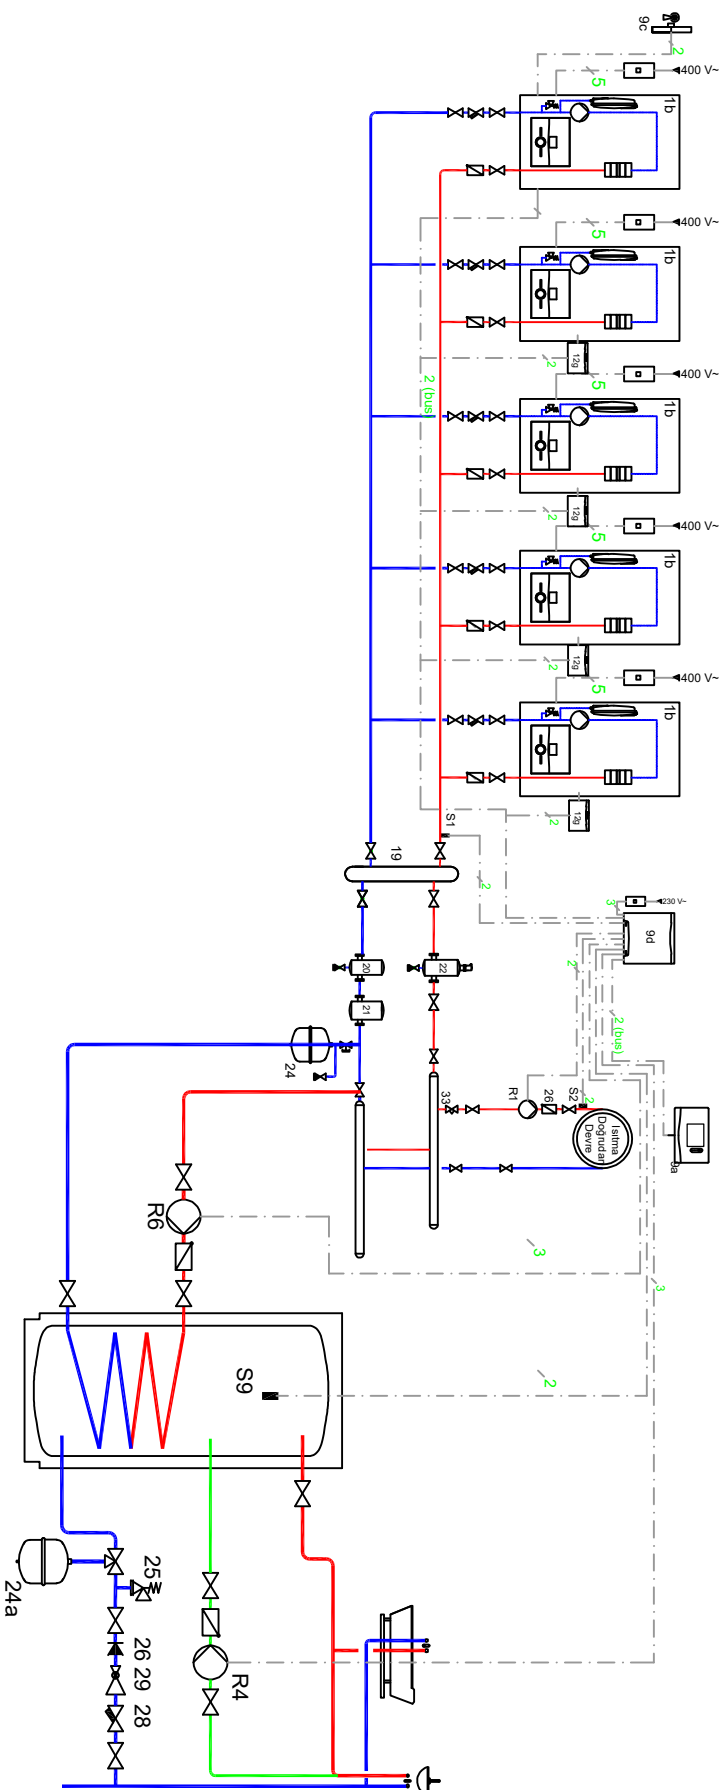 9c
2
400 V~
5
1b
400 V~
5
1b
12g
2
400 V~
5
1b
2 (bus)
12g
2
400 V~
5
1b
12g
2
400 V~
5
1b
12g
2
S1
19
2
230 V~
3
9d
20
22
21
2
2 (bus)
24
33
R1
26
S2
2
Isıtma
Doğrudan
Devre
9a
R6
3
3
S9
2
24a
25
26 29 28
R4